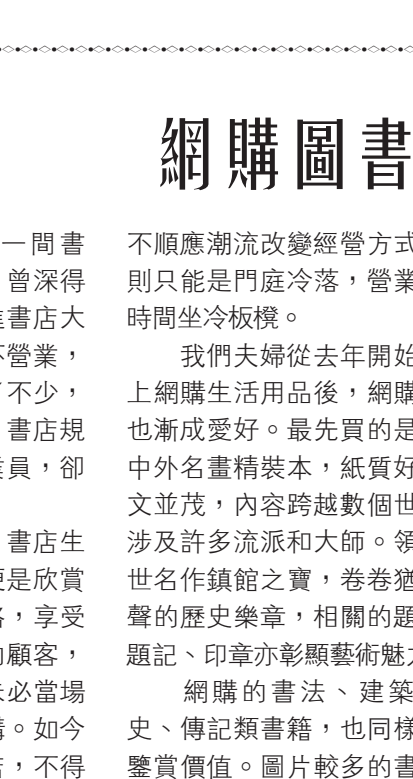 網購圖書
一間書
曾深得
書店大
營業，
不少，
書店規
員，卻
書店生
是欣賞
，享受
顧客，
必當場
。如今
，不得
不順應潮流改變經營方式
則只能是門庭冷落，營業
時間坐冷板櫈。
我們夫婦從去年開始
上網購生活用品後，網購
也漸成愛好。最先買的是
中外名畫精裝本，紙質好
文並茂，內容跨越數個世
涉及許多流派和大師。領
世名作鎮館之寶，卷卷猶
聲的歷史樂章，相關的題
題記、印章亦彰顯藝術魅力
網購的書法、建築
史、傳記類書籍，也同樣
鑒賞價值。圖片較多的書